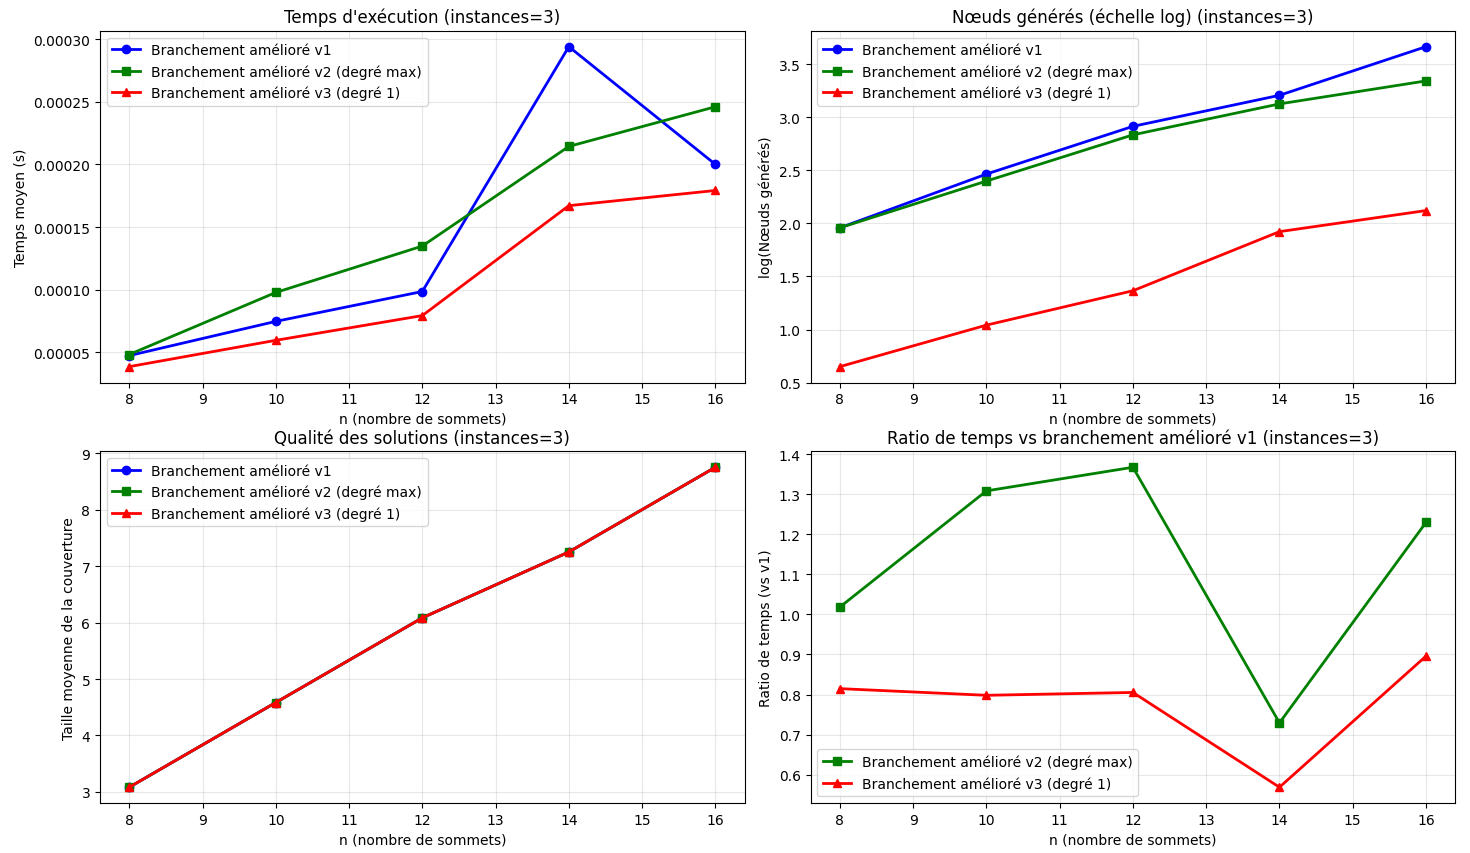 Temps d'exécution (instances=3)
Temps moyen (s)
0.00030
0.00025
0.00020
0.00015
0.00010
0.00005
Branchement amélioré v1
Branchement amélioré v2 (degré max)
Branchement amélioré v3 (degré 1)
8 9 10 11 12 13 14 15 16
n (nombre de sommets)
Nœuds générés (échelle log) (instances=3)
log(Nœuds générés)
3.5
3.0
2.5
2.0
1.5
1.0
0.5
Branchement amélioré v1
Branchement amélioré v2 (degré max)
Branchement amélioré v3 (degré 1)
8 9 10 11 12 13 14 15 16
n (nombre de sommets)
Qualité des solutions (instances=3)
Taille moyenne de la couverture
9
8
7
6
5
4
3
Branchement amélioré v1
Branchement amélioré v2 (degré max)
Branchement amélioré v3 (degré 1)
8 9 10 11 12 13 14 15 16
n (nombre de sommets)
Ratio de temps vs branchement amélioré v1 (instances=3)
Ratio de temps (vs v1)
1.4
1.3
1.2
1.1
1.0
0.9
0.8
0.7
0.6
Branchement amélioré v2 (degré max)
Branchement amélioré v3 (degré 1)
8 9 10 11 12 13 14 15 16
n (nombre de sommets)